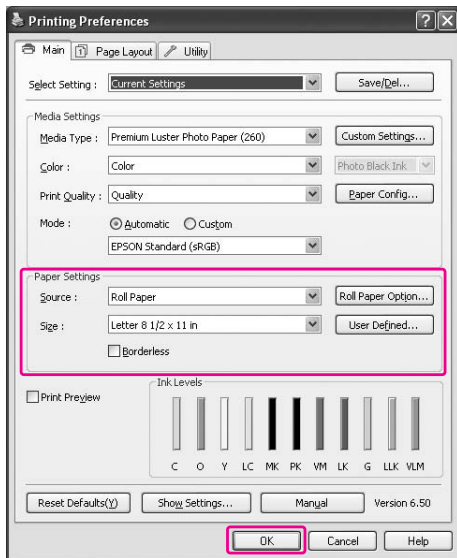 Printing Preferences
Main Page Layout Utility
Select Setting : Current Settings Save/Del...
Media Settings
Media Type : Premium Luster Photo Paper (260) Custom Settings...
Color : Color Photo Black Ink
Print Quality : Quality Paper Config...
Mode : Automatic Custom
EPSON Standard (sRGB)
Paper Settings
Source : Roll Paper Roll Paper Option...
Size : Letter 8 1/2 x 11 in User Defined...
Borderless
Print Preview
Ink Levels
C O Y LC MK PK VM LK G LLK VLM
Reset Defaults(Y) Show Settings... Manual Version 6.50
OK Cancel Help